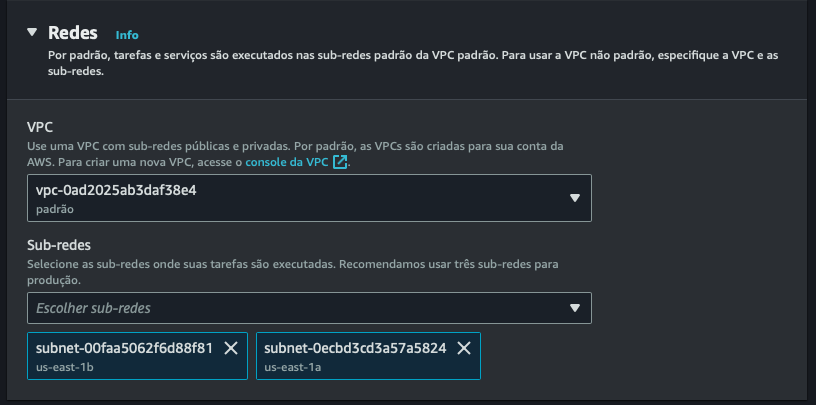 Redes Info
Por padrão, tarefas e serviços são executados nas sub-redes padrão da VPC padrão. Para usar a VPC não padrão, especifique a VPC e as
sub-redes.
VPC
Use uma VPC com sub-redes públicas e privadas. Por padrão, as VPCs são criadas para sua conta da
AWS. Para criar uma nova VPC, acesse o console da VPC.
vpc-0ad2025ab3daf38e4
padrão
Sub-redes
Selecione as sub-redes onde suas tarefas são executadas. Recomendamos usar três sub-redes para
produção.
Escolher sub-redes
subnet-00faa5062f6d88f81 subnet-0ecbd3cd3a57a5824
us-east-1b us-east-1a